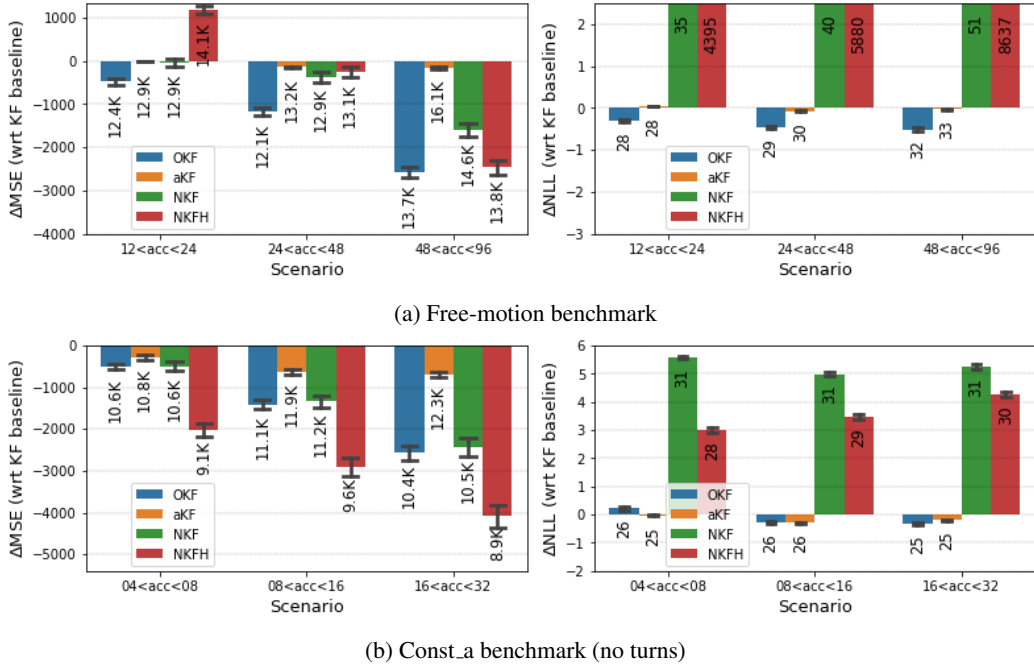 ΔMSE (wrt KF baseline)
1000
0
−1000
−2000
−3000
−4000
12.4K
12.9K
12.9K
14.1K
12.1K
13.2K
12.9K
13.1K
13.7K
16.1K
14.6K
13.8K
OKF
aKF
NKF
NKFH
12<acc<24
24<acc<48
48<acc<96
Scenario
ΔNLL (wrt KF baseline)
2
1
0
−1
−2
−3
28
28
35
4395
29
30
40
5880
32
33
51
8637
OKF
aKF
NKF
NKFH
12<acc<24
24<acc<48
48<acc<96
Scenario
(a) Free-motion benchmark
ΔMSE (wrt KF baseline)
0
−1000
−2000
−3000
−4000
−5000
10.6K
10.8K
10.6K
9.1K
11.1K
11.9K
11.2K
9.6K
10.4K
12.3K
10.5K
8.9K
OKF
aKF
NKF
NKFH
04<acc<08
08<acc<16
16<acc<32
Scenario
ΔNLL (wrt KF baseline)
6
5
4
3
2
1
0
−1
−2
26
25
31
28
26
26
31
29
25
25
31
30
OKF
aKF
NKF
NKFH
04<acc<08
08<acc<16
16<acc<32
Scenario
(b) Const_a benchmark (no turns)